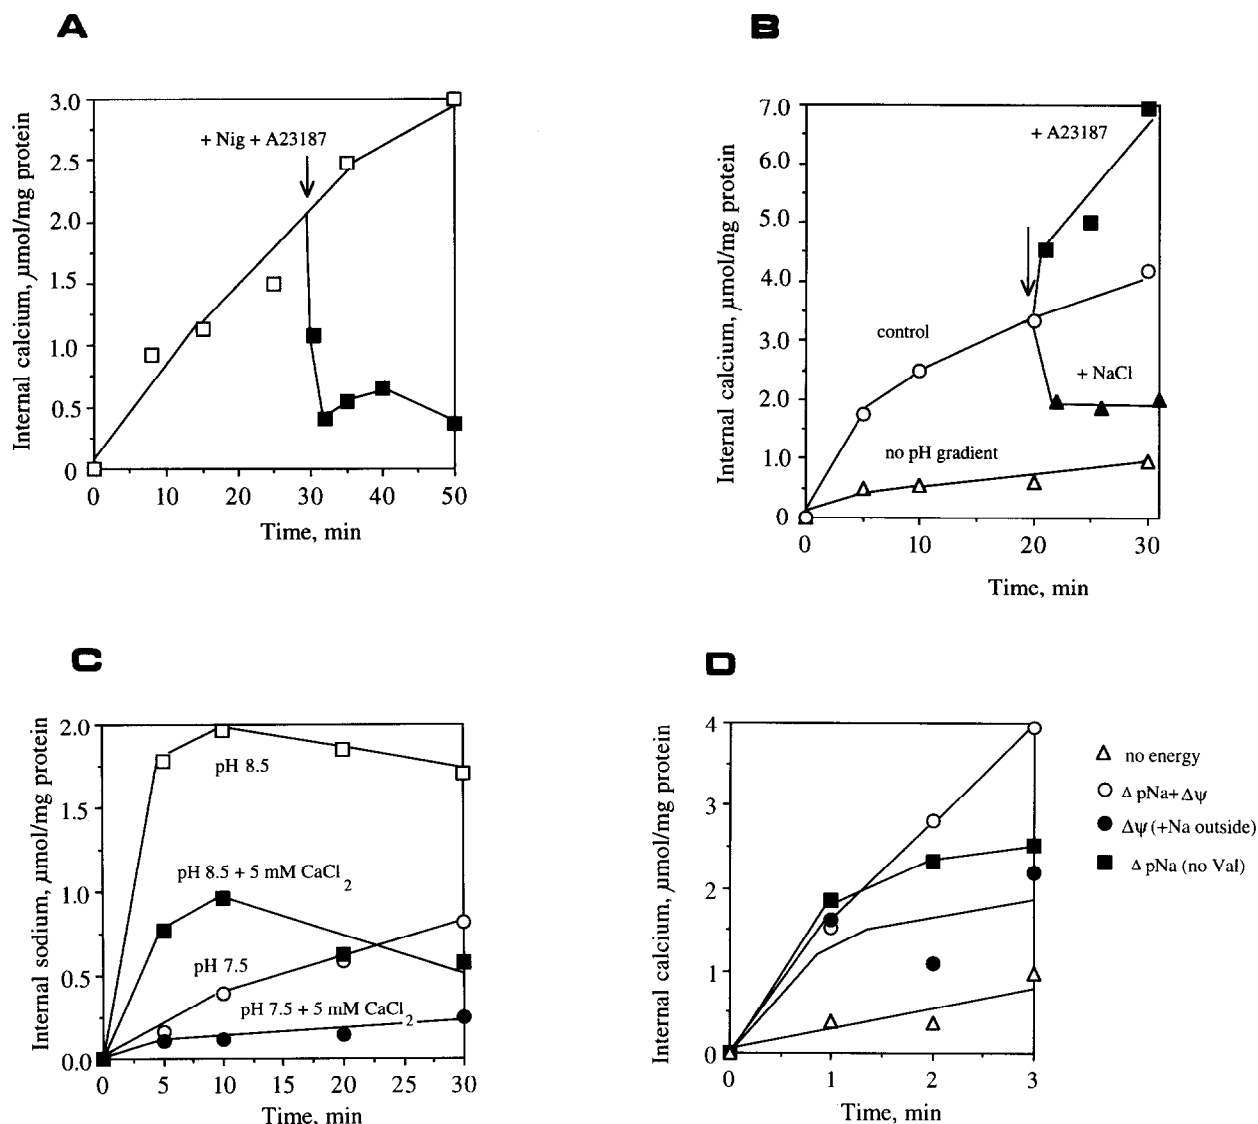 A
Internal calcium, μmol/mg protein
3.0
2.5
2.0
1.5
1.0
0.5
0
+ Nig + A23187
0 10 20 30 40 50
Time, min
B
Internal calcium, μmol/mg protein
7.0
6.0
5.0
4.0
3.0
2.0
1.0
0
+ A23187
control
+ NaCl
no pH gradient
0 10 20 30
Time, min
C
Internal sodium, μmol/mg protein
2.0
1.5
1.0
0.5
0.0
pH 8.5
pH 8.5 + 5 mM CaCl2
pH 7.5
pH 7.5 + 5 mM CaCl2
0 5 10 15 20 25 30
Time, min
D
Internal calcium, μmol/mg protein
4
3
2
1
0
0 1 2 3
Time, min
no energy
Δ pNa+Δψ
Δψ (+Na outside)
Δ pNa (no Val)